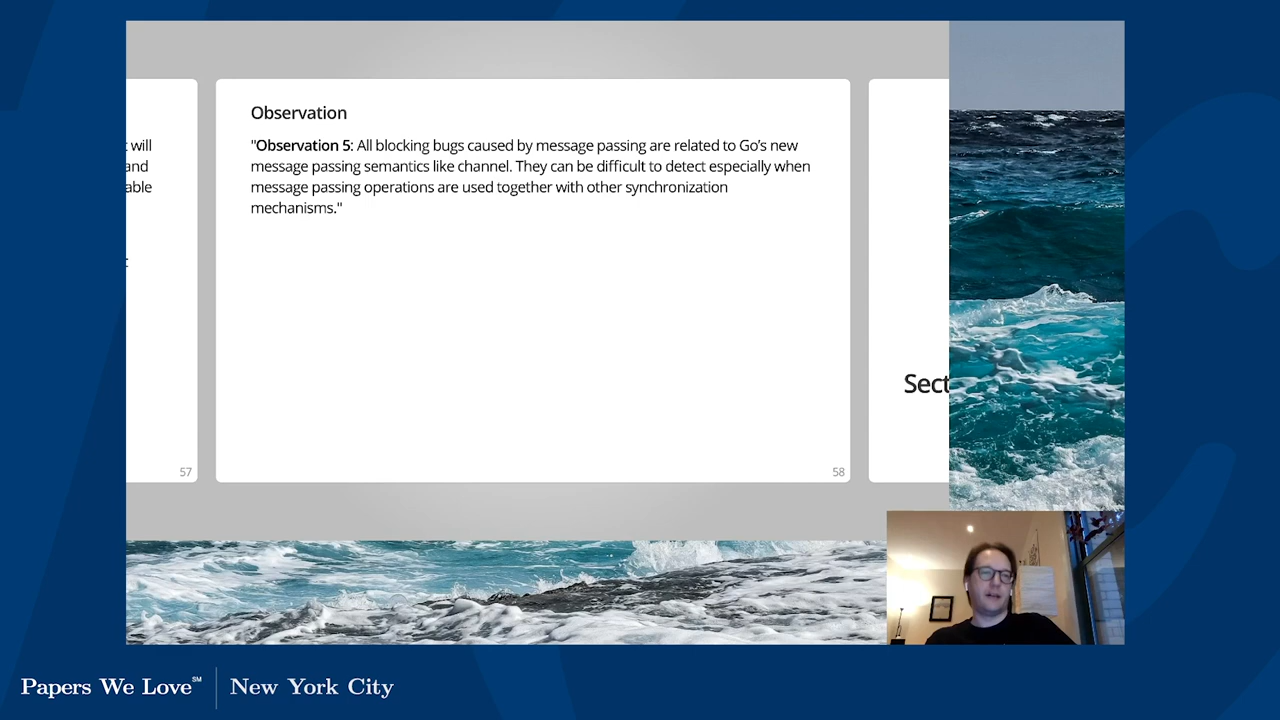 will
and
able
57
Observation
"Observation 5: All blocking bugs caused by message passing are related to Go's new
message passing semantics like channel. They can be difficult to detect especially when
message passing operations are used together with other synchronization
mechanisms."
58
Sect
Papers We Love℠
New York City